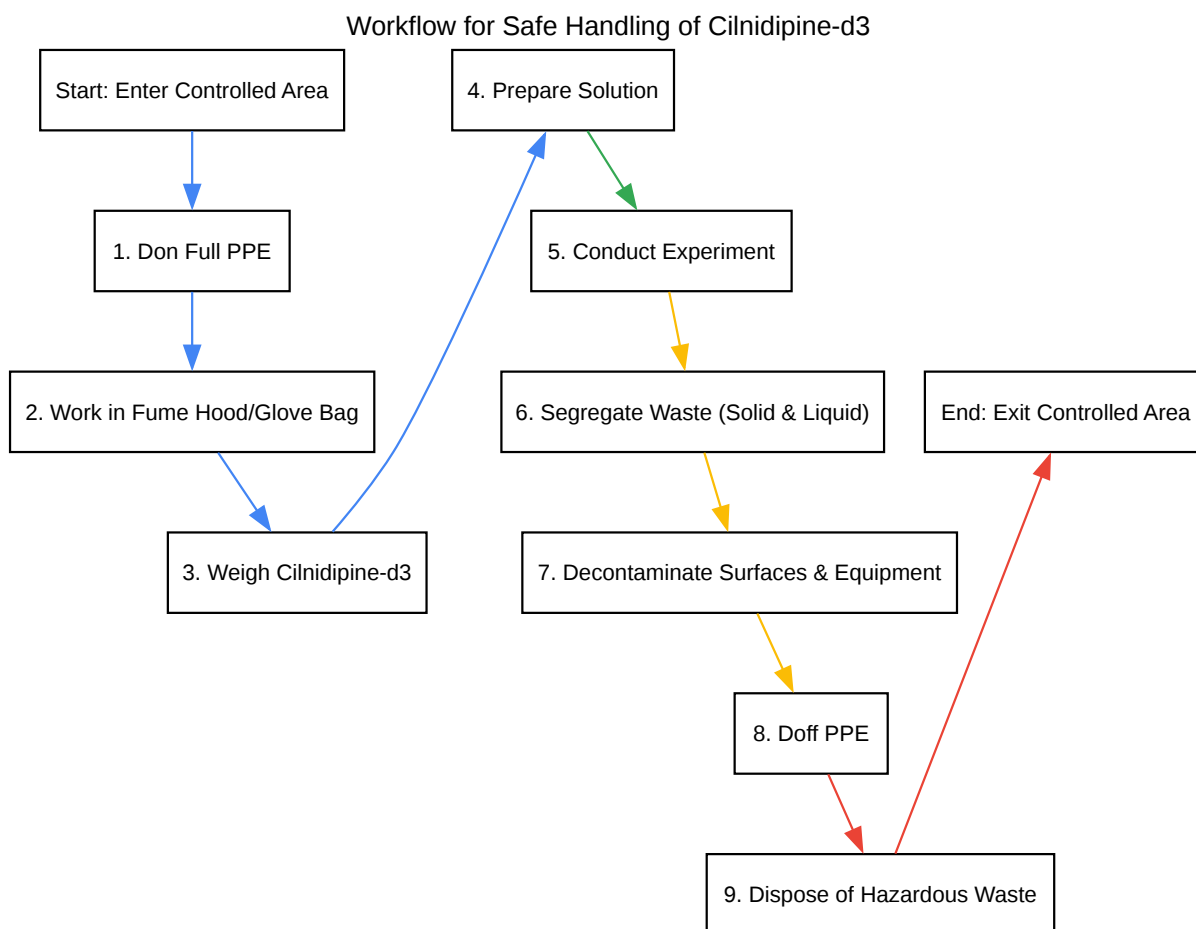 Workflow for Safe Handling of Cilnidipine-d3
Start: Enter Controlled Area
1. Don Full PPE
2. Work in Fume Hood/Glove Bag
3. Weigh Cilnidipine-d3
4. Prepare Solution
5. Conduct Experiment
6. Segregate Waste (Solid & Liquid)
7. Decontaminate Surfaces & Equipment
8. Doff PPE
9. Dispose of Hazardous Waste
End: Exit Controlled Area